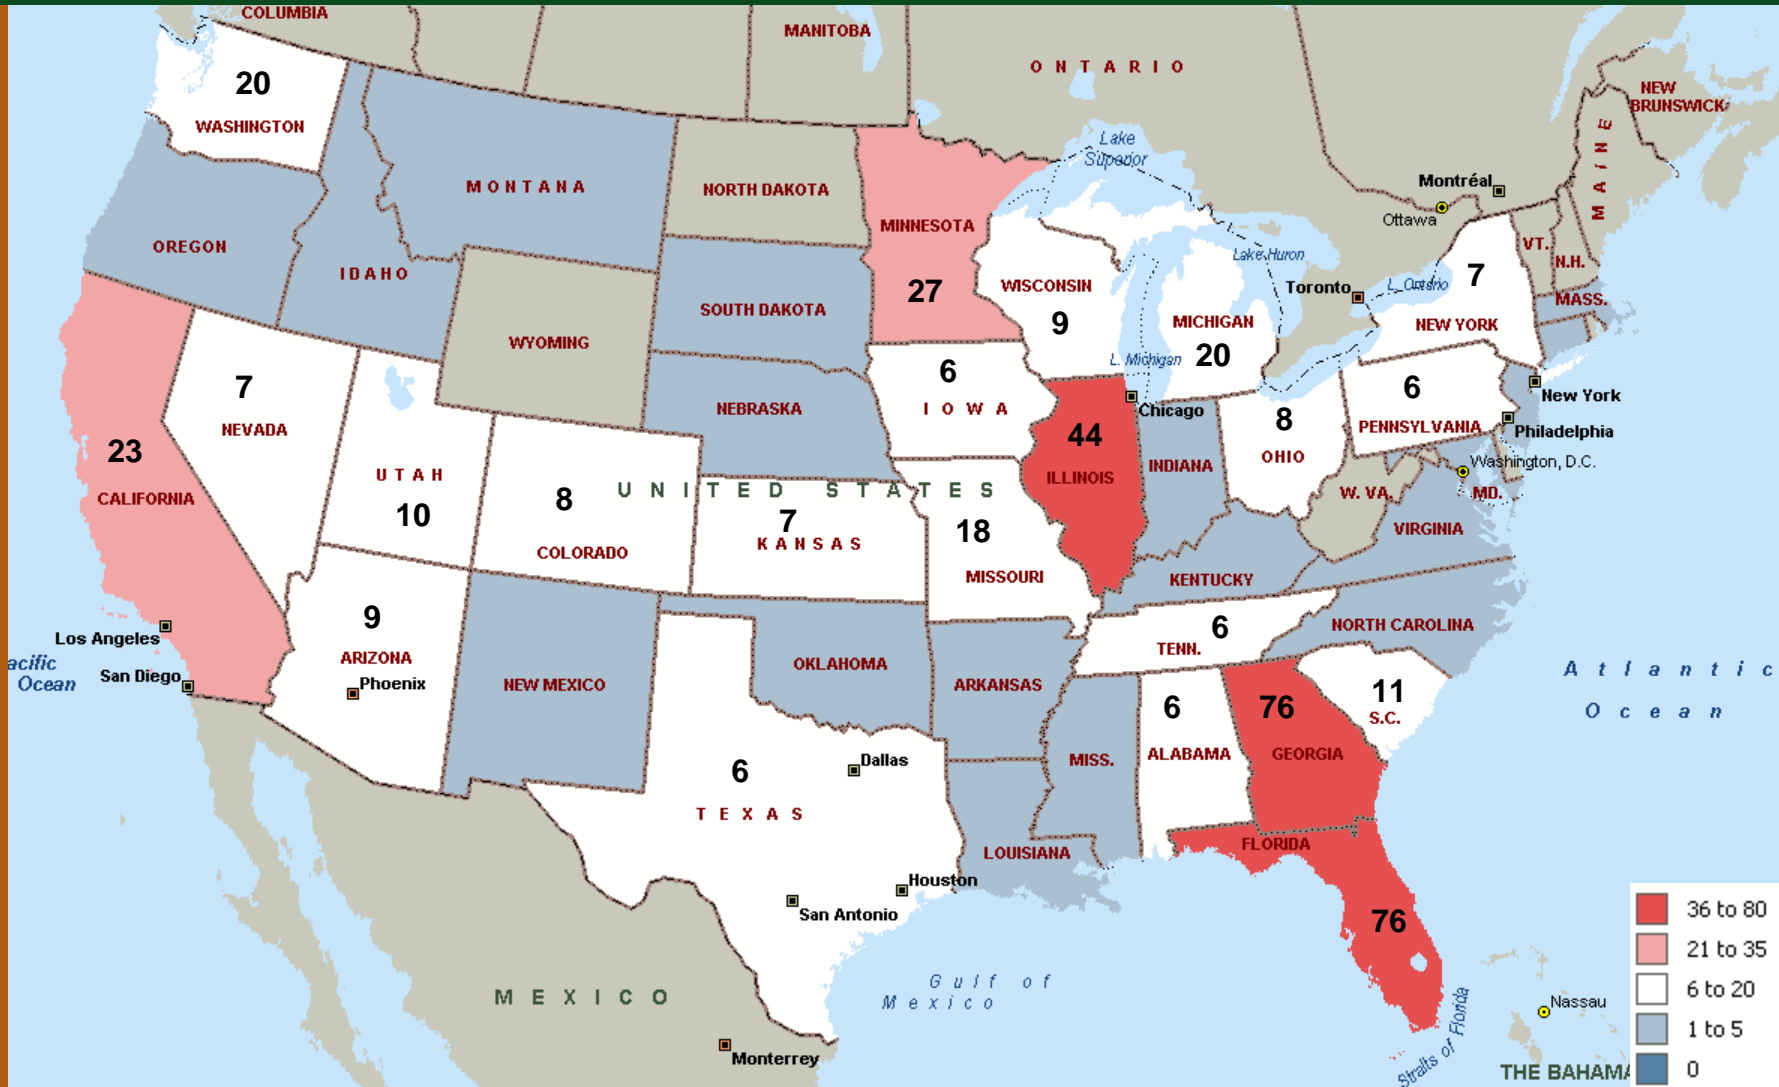 COLUMBIA
MANITOBA
ONTARIO
NEW
BRUNSWICK
20
WASHINGTON
MONTANA
NORTH DAKOTA
MINNESOTA
27
Lake
Superior
Montréal
Ottawa
MAINE
VT.
N.H.
MASS.
OREGON
IDAHO
SOUTH DAKOTA
WISCONSIN
9
Lake Huron
Toronto
L. Ontario
7
NEW YORK
WYOMING
MICHIGAN
20
L. Michigan
7
NEVADA
NEBRASKA
6
IOWA
Chicago
6
PENNSYLVANIA
New York
Philadelphia
Washington, D.C.
MD.
23
CALIFORNIA
UTAH
10
8
COLORADO
UNITED STATES
7
KANSAS
18
MISSOURI
44
ILLINOIS
INDIANA
8
OHIO
W. VA.
VIRGINIA
KENTUCKY
Los Angeles
San Diego
acific
Ocean
9
ARIZONA
Phoenix
NEW MEXICO
OKLAHOMA
ARKANSAS
6
TENN.
NORTH CAROLINA
11
S.C.
Atlantic
Ocean
6
TEXAS
Dallas
Houston
San Antonio
LOUISIANA
MISS.
6
ALABAMA
76
GEORGIA
FLORIDA
76
MEXICO
Monterrey
Gulf of
Mexico
Straits of Florida
Nassau
THE BAHAMA
36 to 80
21 to 35
6 to 20
1 to 5
0